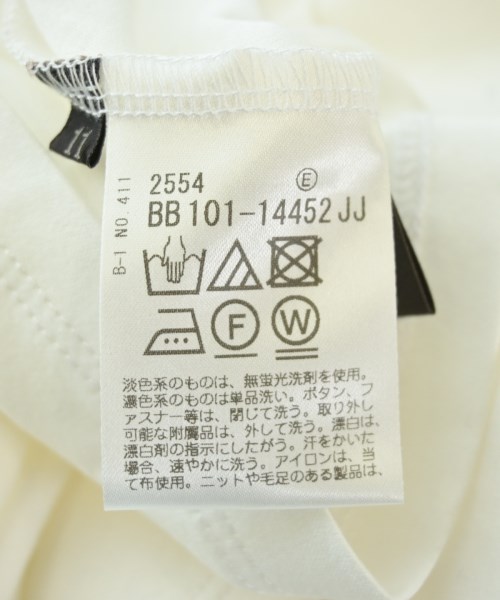 B-1 NO.411
2554 E
BB 101-14452 JJ
F W
淡色系のものは、無蛍光洗剤を使用。
濃色系のものは単品洗い。ボタン、フ
ァスナー等は、閉じて洗う。取り外し
可能な附属品は、外して洗う。漂白は、
漂白剤の指示にしたがう。汗をかいた
場合、速やかに洗う。アイロンは、当
て布使用。ニットや毛足のある製品は、